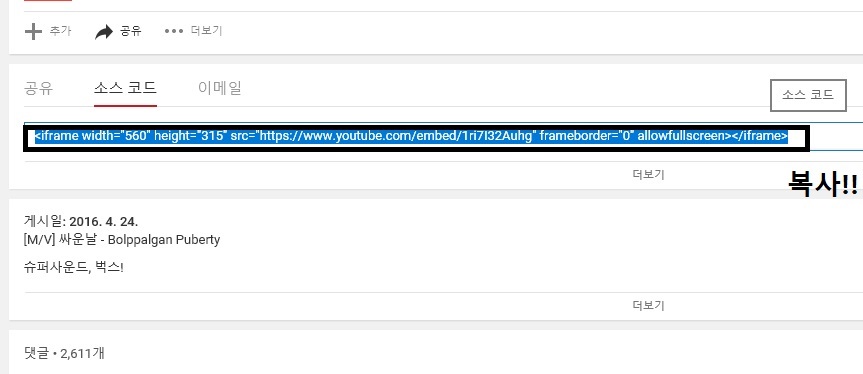 추가 공유 더보기
공유 소스 코드 이메일
소스 코드
<iframe width="560" height="315" src="https://www.youtube.com/embed/1ri7I32Auhg" frameborder="0" allowfullscreen></iframe>
더보기
복사!!
게시일: 2016. 4. 24.
[M/V] 싸운날 - Bolppalgan Puberty
슈퍼사운드, 벅스!
더보기
댓글 • 2,611개